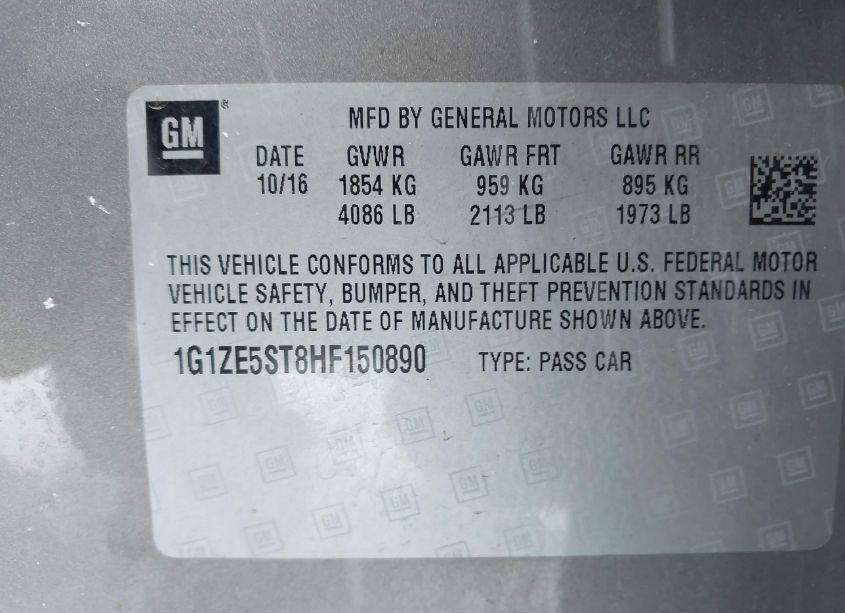 GM
MFD BY GENERAL MOTORS LLC
DATE GVWR GAWR FRT GAWR RR
10/16 1854 KG 959 KG 895 KG
4086 LB 2113 LB 1973 LB
THIS VEHICLE CONFORMS TO ALL APPLICABLE U.S. FEDERAL MOTOR
VEHICLE SAFETY, BUMPER, AND THEFT PREVENTION STANDARDS IN
EFFECT ON THE DATE OF MANUFACTURE SHOWN ABOVE.
1G1ZE5ST8HF150890 TYPE: PASS CAR